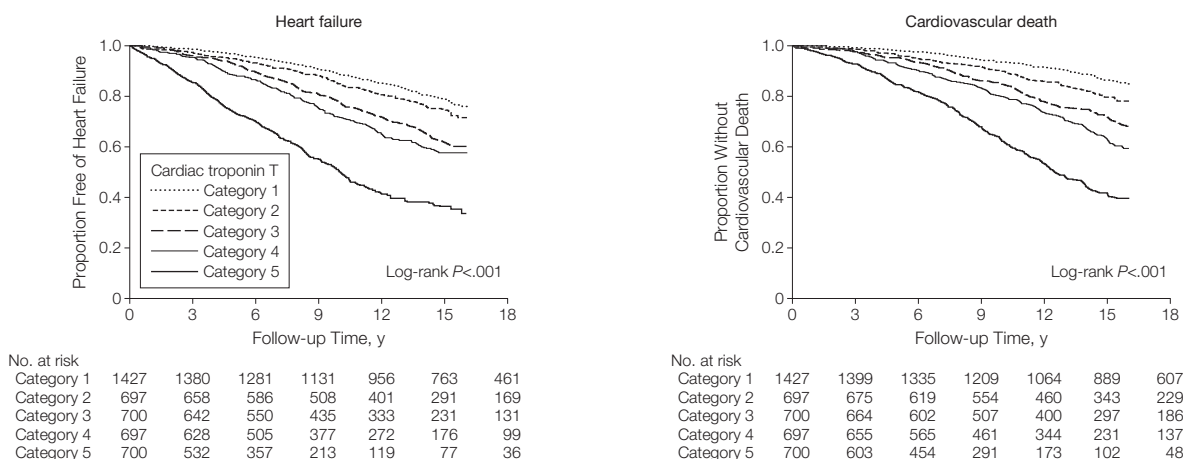 Heart failure
1.0
0.8
0.6
0.4
0.2
0
Proportion Free of Heart Failure
Cardiac troponin T
Category 1
Category 2
Category 3
Category 4
Category 5
Log-rank P<.001
0 3 6 9 12 15 18
Follow-up Time, y
No. at risk
Category 1 1427 1380 1281 1131 956 763 461
Category 2 697 658 586 508 401 291 169
Category 3 700 642 550 435 333 231 131
Category 4 697 628 505 377 272 176 99
Category 5 700 532 357 213 119 77 36
Cardiovascular death
1.0
0.8
0.6
0.4
0.2
0
Proportion Without
Cardiovascular Death
Log-rank P<.001
0 3 6 9 12 15 18
Follow-up Time, y
No. at risk
Category 1 1427 1399 1335 1209 1064 889 607
Category 2 697 675 619 554 460 343 229
Category 3 700 664 602 507 400 297 186
Category 4 697 655 565 461 344 231 137
Category 5 700 603 454 291 173 102 48